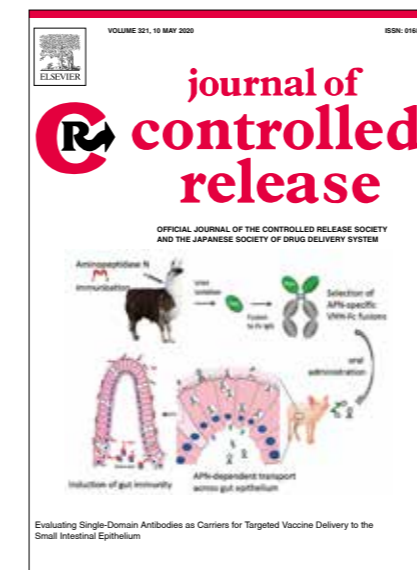 VOLUME 321, 10 MAY 2020
ISSN: 016
ELSEVIER
journal of
CR
controlled
release
OFFICIAL JOURNAL OF THE CONTROLLED RELEASE SOCIETY
AND THE JAPANESE SOCIETY OF DRUG DELIVERY SYSTEM
Aminopeptidase N
immunization
Selection of
APN-specific
VHH-Fc fusions
Fusion
to Fc IgG
oral
administration
Induction of gut immunity
APN-dependent transport
across gut epithelium
Evaluating Single-Domain Antibodies as Carriers for Targeted Vaccine Delivery to the
Small Intestinal Epithelium